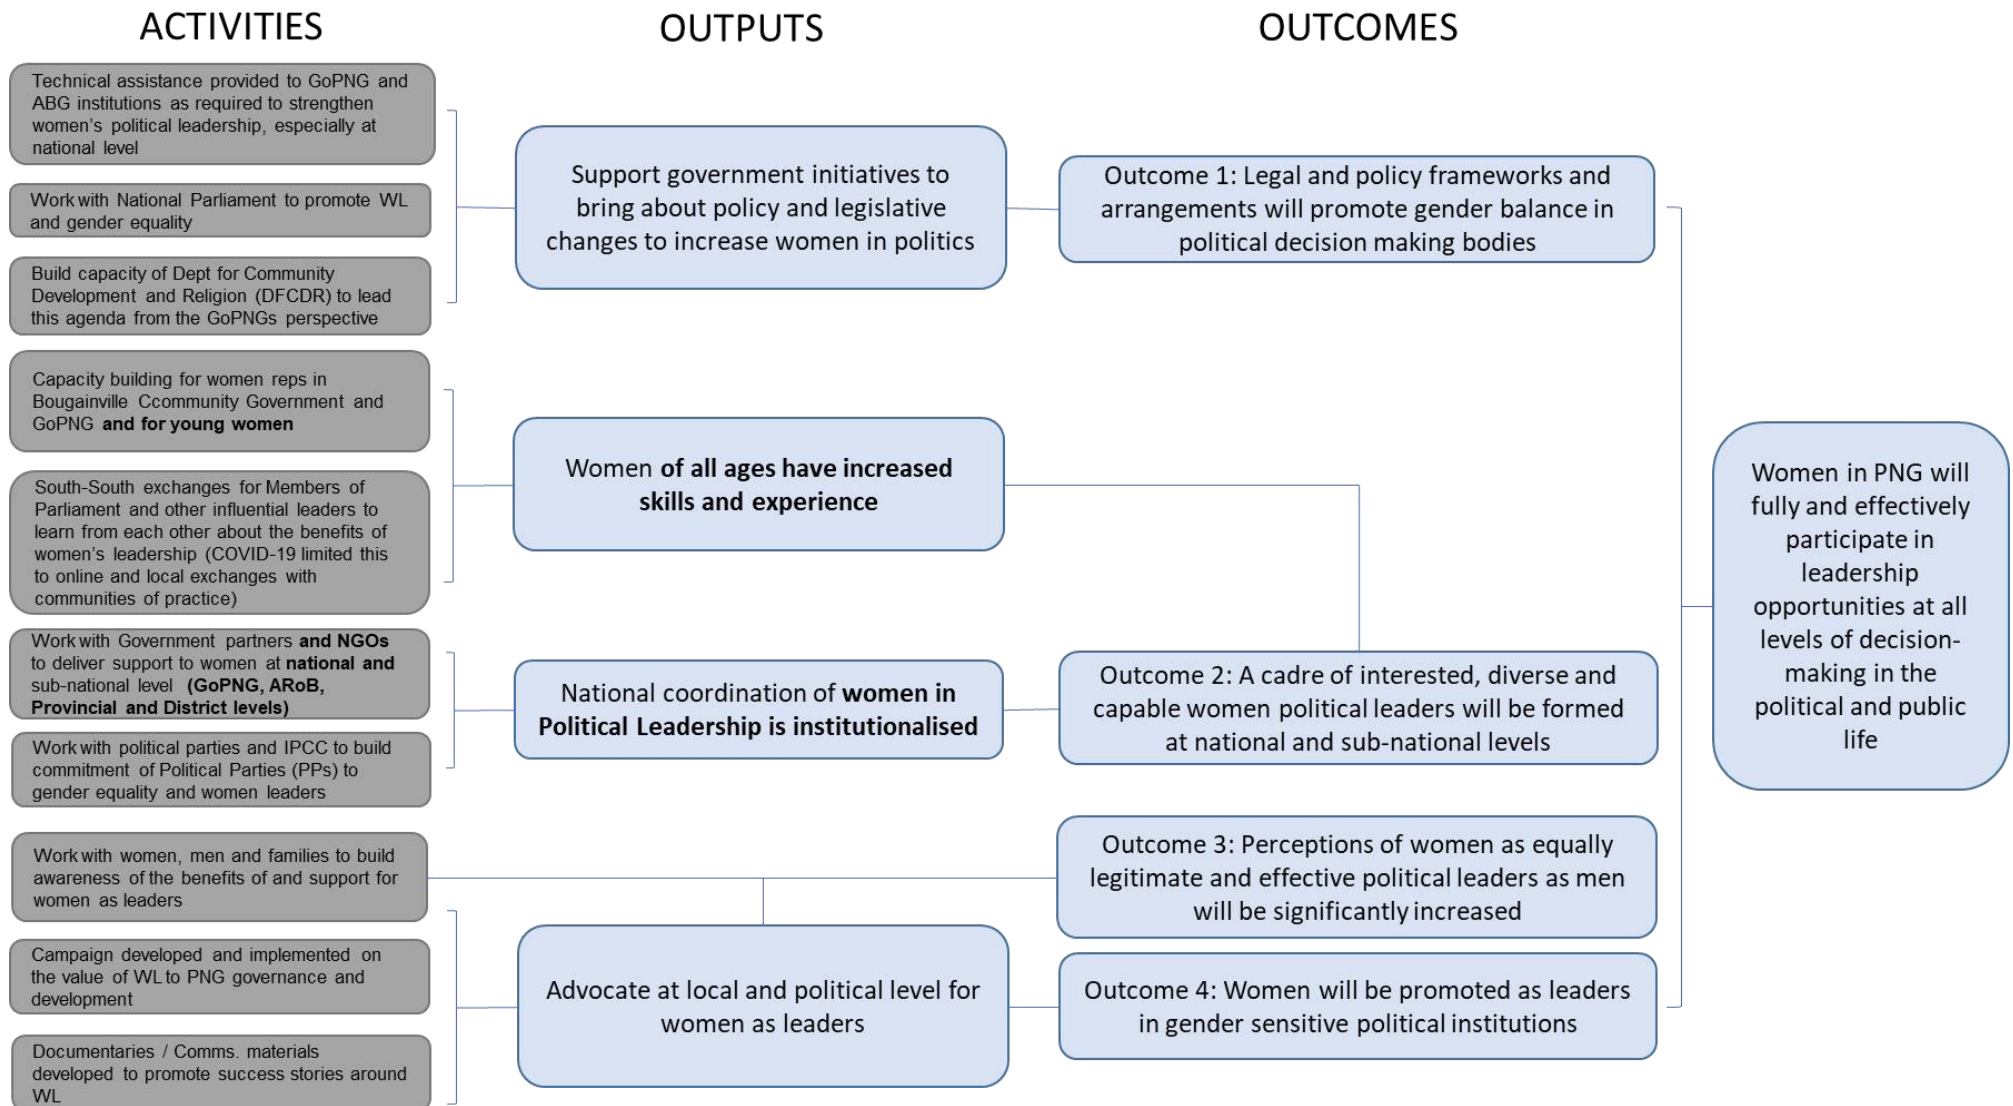 ACTIVITIES
OUTPUTS
OUTCOMES
Technical assistance provided to GoPNG and
ABG institutions as required to strengthen
women's political leadership, especially at
national level
Work with National Parliament to promote WL
and gender equality
Build capacity of Dept for Community
Development and Religion (DFCDR) to lead
this agenda from the GoPNGs perspective
Capacity building for women reps in
Bougainville Ccommunity Government and
GoPNG and for young women
South-South exchanges for Members of
Parliament and other influential leaders to
learn from each other about the benefits of
women's leadership (COVID-19 limited this
to online and local exchanges with
communities of practice)
Work with Government partners and NGOs
to deliver support to women at national and
sub-national level (GoPNG, ARoB,
Provincial and District levels)
Work with political parties and IPCC to build
commitment of Political Parties (PPs) to
gender equality and women leaders
Work with women, men and families to build
awareness of the benefits of and support for
women as leaders
Campaign developed and implemented on
the value of WL to PNG governance and
development
Documentaries / Comms. materials
developed to promote success stories around
WL
Support government initiatives to
bring about policy and legislative
changes to increase women in politics
Women of all ages have increased
skills and experience
National coordination of women in
Political Leadership is institutionalised
Advocate at local and political level for
women as leaders
Outcome 1: Legal and policy frameworks and
arrangements will promote gender balance in
political decision making bodies
Outcome 2: A cadre of interested, diverse and
capable women political leaders will be formed
at national and sub-national levels
Outcome 3: Perceptions of women as equally
legitimate and effective political leaders as men
will be significantly increased
Outcome 4: Women will be promoted as leaders
in gender sensitive political institutions
Women in PNG will
fully and effectively
participate in
leadership
opportunities at all
levels of decision-
making in the
political and public
life